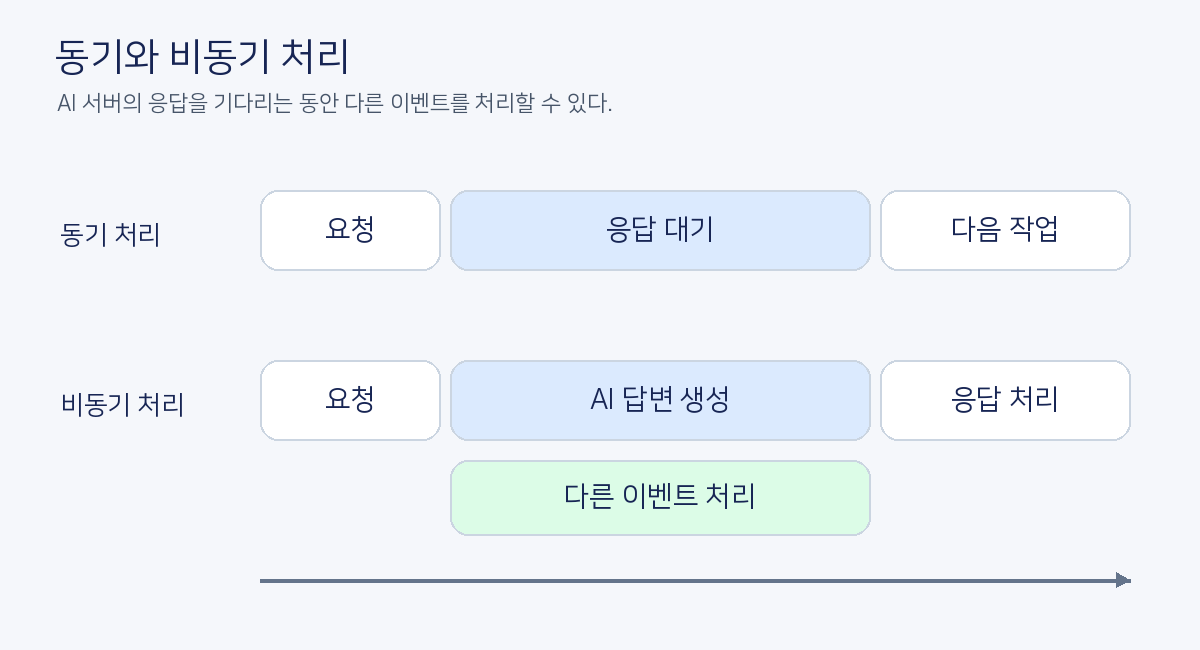 동기와 비동기 처리
AI 서버의 응답을 기다리는 동안 다른 이벤트를 처리할 수 있다.
동기 처리
요청
응답 대기
다음 작업
비동기 처리
요청
AI 답변 생성
응답 처리
다른 이벤트 처리